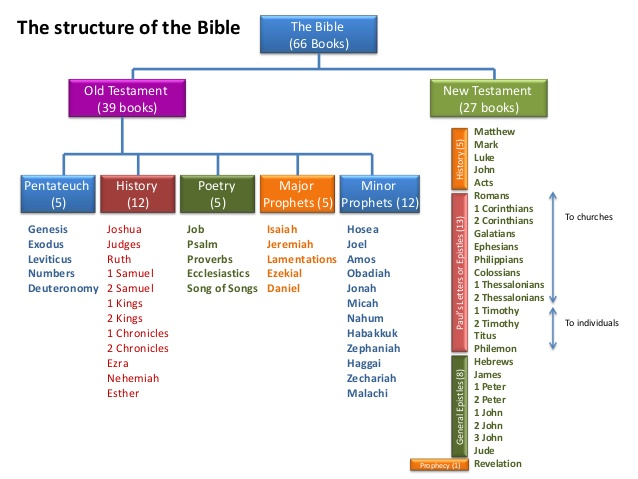 The structure of the Bible
The Bible
(66 Books)
Old Testament
(39 books)
New Testament
(27 books)
Pentateuch
(5)
Genesis
Exodus
Leviticus
Numbers
Deuteronomy
History
(12)
Joshua
Judges
Ruth
1 Samuel
2 Samuel
1 Kings
2 Kings
1 Chronicles
2 Chronicles
Ezra
Nehemiah
Esther
Poetry
(5)
Job
Psalm
Proverbs
Ecclesiastics
Song of Songs
Major
Prophets (5)
Isaiah
Jeremiah
Lamentations
Ezekial
Daniel
Minor
Prophets (12)
Hosea
Joel
Amos
Obadiah
Jonah
Micah
Nahum
Habakkuk
Zephaniah
Haggai
Zechariah
Malachi
History (5)
Matthew
Mark
Luke
John
Acts
Paul's Letters or Epistles (13)
Romans
1 Corinthians
2 Corinthians
Galatians
Ephesians
Philippians
Colossians
1 Thessalonians
2 Thessalonians
To churches
1 Timothy
2 Timothy
Titus
Philemon
To individuals
General Epistles (8)
Hebrews
James
1 Peter
2 Peter
1 John
2 John
3 John
Jude
Prophecy (1)
Revelation